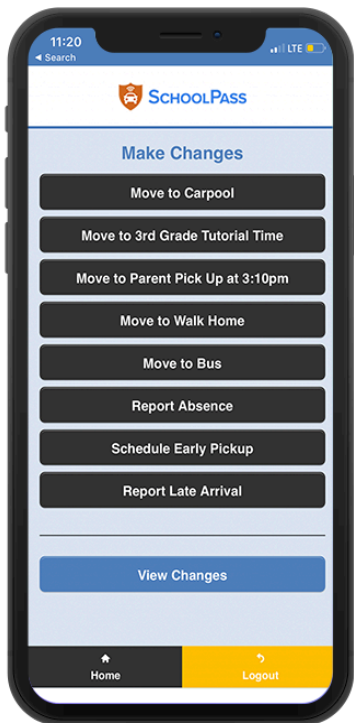 11:20
LTE
Search
SCHOOLPASS
Make Changes
Move to Carpool
Move to 3rd Grade Tutorial Time
Move to Parent Pick Up at 3:10pm
Move to Walk Home
Move to Bus
Report Absence
Schedule Early Pickup
Report Late Arrival
View Changes
Home
Logout